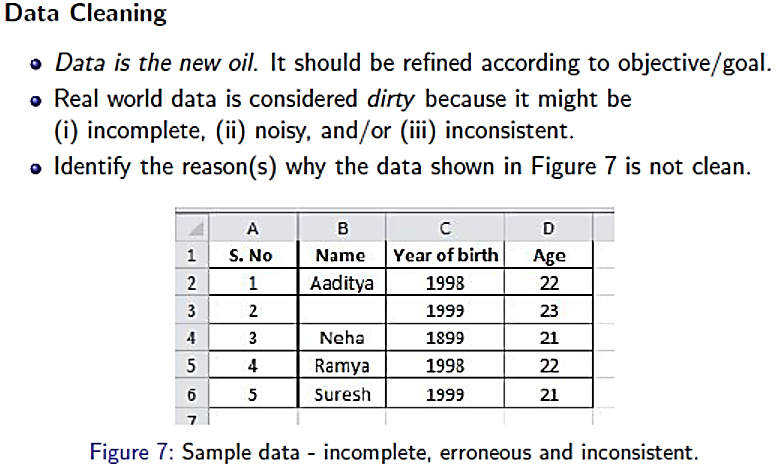 Data Cleaning
Data is the new oil. It should be refined according to objective/goal.
Real world data is considered dirty because it might be
(i) incomplete, (ii) noisy, and/or (iii) inconsistent.
Identify the reason(s) why the data shown in Figure 7 is not clean.
A B C D
1 S. No Name Year of birth Age
2 1 Aaditya 1998 22
3 2 1999 23
4 3 Neha 1899 21
5 4 Ramya 1998 22
6 5 Suresh 1999 21
7
Figure 7: Sample data - incomplete, erroneous and inconsistent.